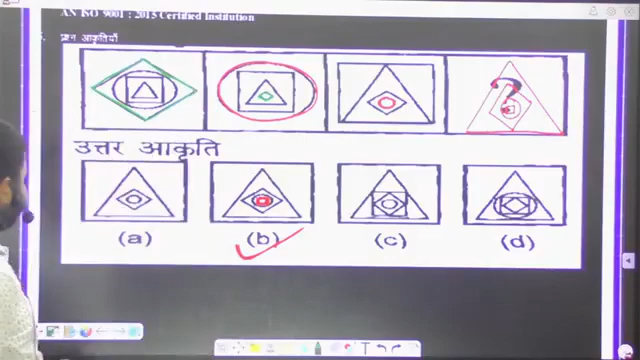 AN ISO 9001 : 2015 Certified Institution
प्रश्न आकृतियाँ
?
उत्तर आकृति
(a) (b) (c) (d)